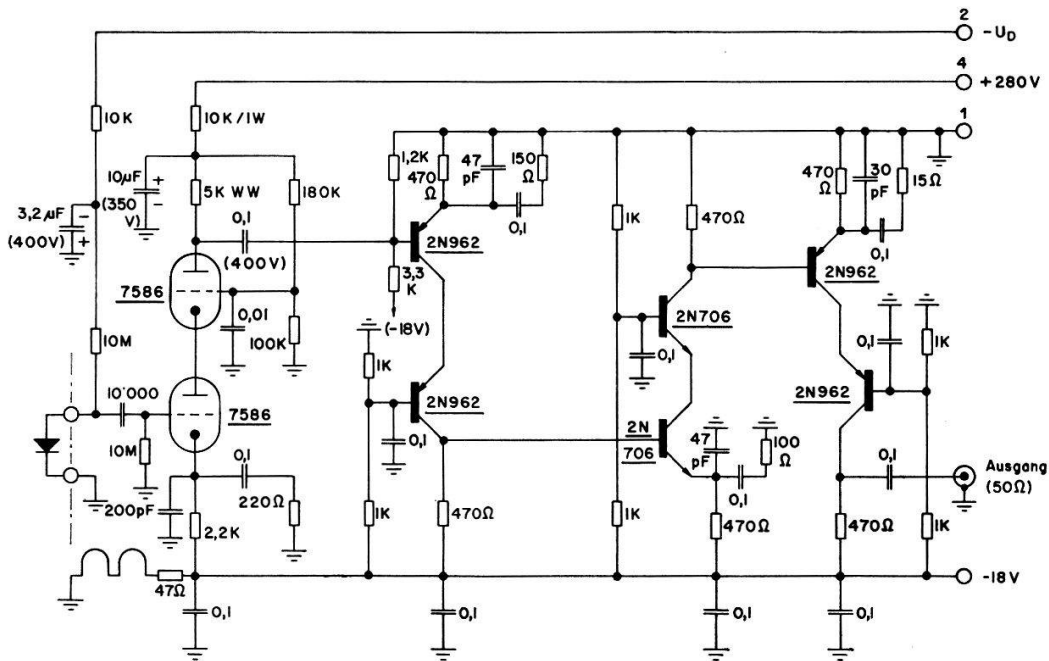 2
-U_D
4
+280V
10K
10K/1W
1
1,2K
470
Ω
47
pF
150
Ω
470
Ω
30
pF
15Ω
10µF
(350
V)
+
-
5K WW
180K
3,2µF
(400V)
-
+
0,1
(400V)
1K
470Ω
0,1
2N962
0,1
2N962
3,3
K
(-18V)
7586
0,01
100K
2N706
0,1
0,1
1K
10M
1K
10'000
7586
2N962
2N962
10M
0,1
2N
706
47
pF
100
Ω
0,1
0,1
Ausgang
(50Ω)
0,1
200pF
220Ω
2,2K
1K
470Ω
1K
470Ω
470Ω
1K
47Ω
-18V
0,1
0,1
0,1
0,1